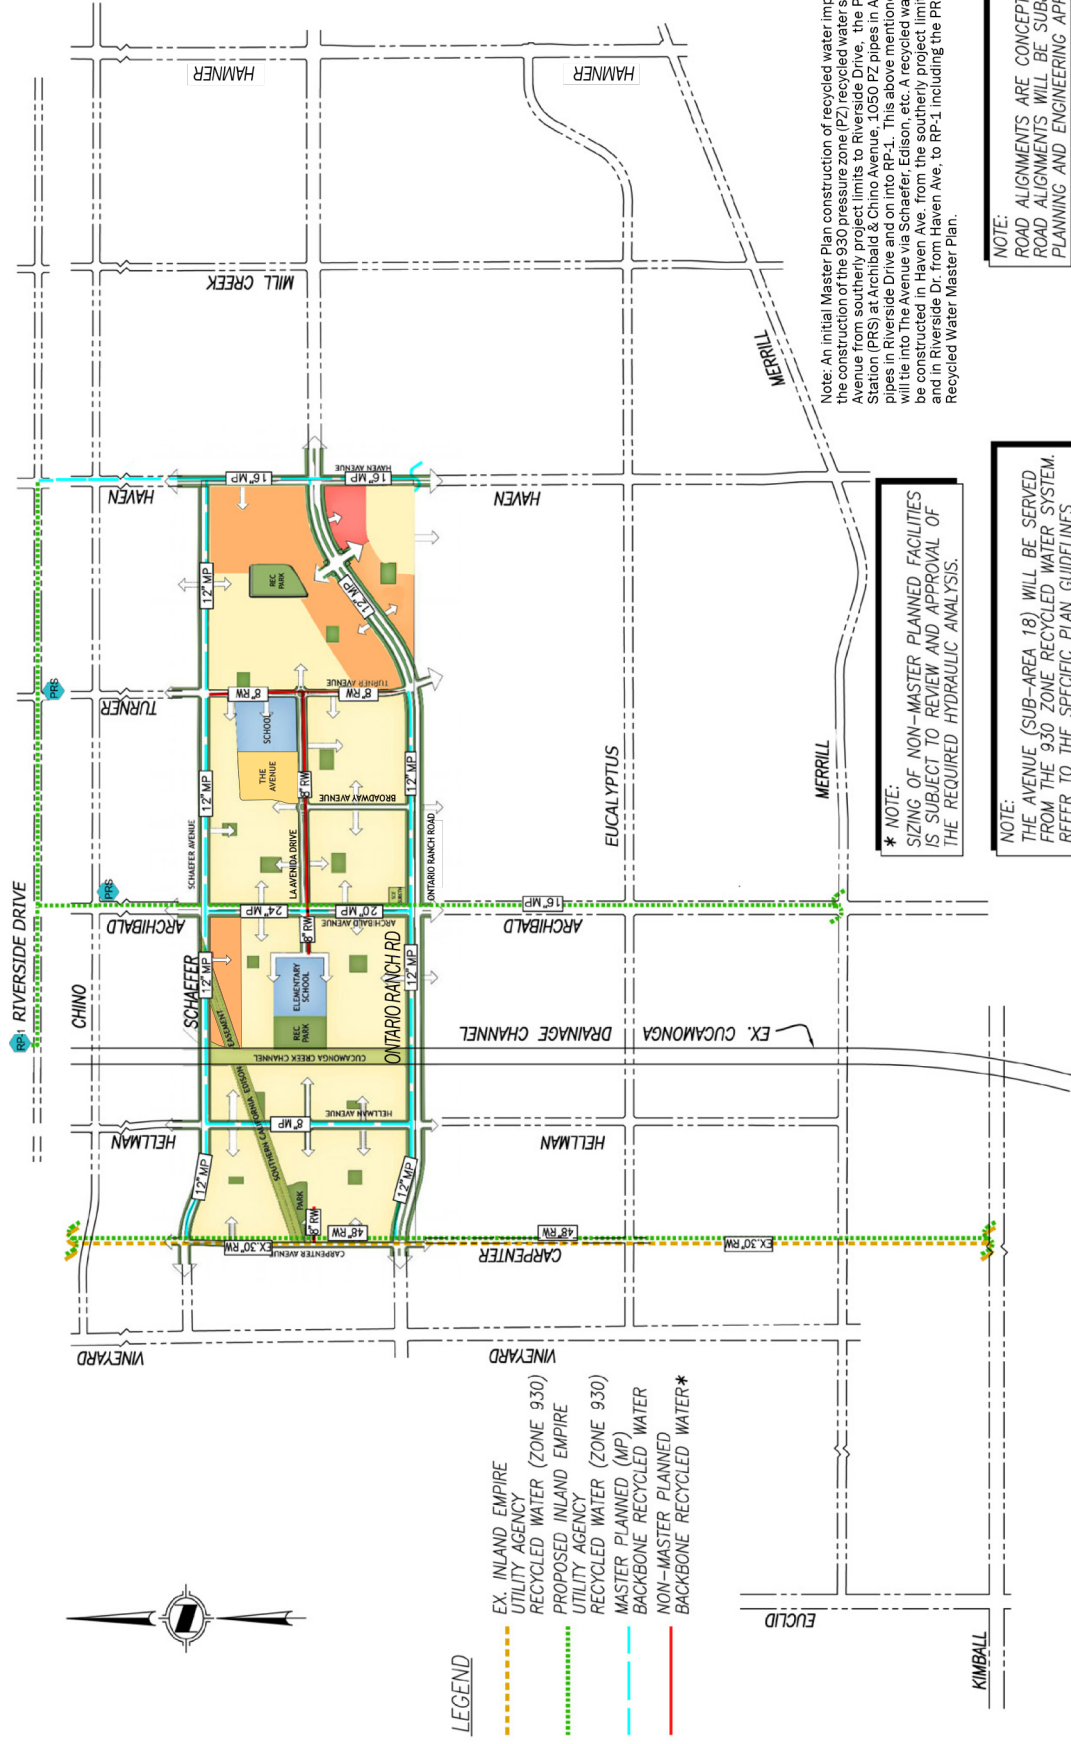 HAMNER
HAMNER
MILL CREEK
MERRILL
Note: An initial Master Plan construction of recycled water imp
the construction of the 930 pressure zone (PZ) recycled water s
Avenue from southerly project limits to Riverside Drive, the P
Station (PRS) at Archibald & Chino Avenue, 1050 PZ pipes in A
pipes in Riverside Drive and on into RP-1. This above mentione
will tie into The Avenue via Schaefer, Edison, etc. A recycled wa
be constructed in Haven Ave. from the southerly project limit
and in Riverside Dr. from Haven Ave, to RP-1 including the PR
Recycled Water Master Plan.
NOTE:
ROAD ALIGNMENTS ARE CONCEPT
ROAD ALIGNMENTS WILL BE SUB
PLANNING AND ENGINEERING APP
HAVEN
16" MP
16" MP
HAVEN AVENUE
HAVEN
12" MP
REC
PARK
12" MP
PRS
TURNER
8" RW
8" RW
TURNER AVENUE
SCHOOL
THE
AVENUE
8" RW
12" MP
12" MP
BROADWAY AVENUE
SCHAEFER AVENUE
LA AVENIDA DRIVE
ONTARIO RANCH ROAD
EUCALYPTUS
MERRILL
* NOTE:
SIZING OF NON-MASTER PLANNED FACILITIES
IS SUBJECT TO REVIEW AND APPROVAL OF
THE REQUIRED HYDRAULIC ANALYSIS.
NOTE:
THE AVENUE (SUB-AREA 18) WILL BE SERVED
FROM THE 930 ZONE RECYCLED WATER SYSTEM.
REFER TO THE SPECIFIC PLAN GUIDELINES
RIVERSIDE DRIVE
PRS
ARCHIBALD
24" MP
20" MP
ARCHIBALD AVENUE
16" MP
ARCHIBALD
8" RW
RP-1
CHINO
SCHAEFER
12" MP
12" MP
ONTARIO RANCH RD
ELEMENTARY
SCHOOL
REC
PARK
EASEMENT
SOUTHERN CALIFORNIA EDISON
CUCAMONGA CREEK CHANNEL
EX. CUCAMONGA DRAINAGE CHANNEL
HELLMAN
8" MP
HELLMAN AVENUE
HELLMAN
12" MP
12" MP
PARK
8" RW
EX.30" RW
48" RW
CARPENTER AVENUE
48" RW
CARPENTER
EX.30" RW
VINEYARD
VINEYARD
LEGEND
EX. INLAND EMPIRE
UTILITY AGENCY
RECYCLED WATER (ZONE 930)
PROPOSED INLAND EMPIRE
UTILITY AGENCY
RECYCLED WATER (ZONE 930)
MASTER PLANNED (MP)
BACKBONE RECYCLED WATER
NON-MASTER PLANNED
BACKBONE RECYCLED WATER*
EUCLID
KIMBALL